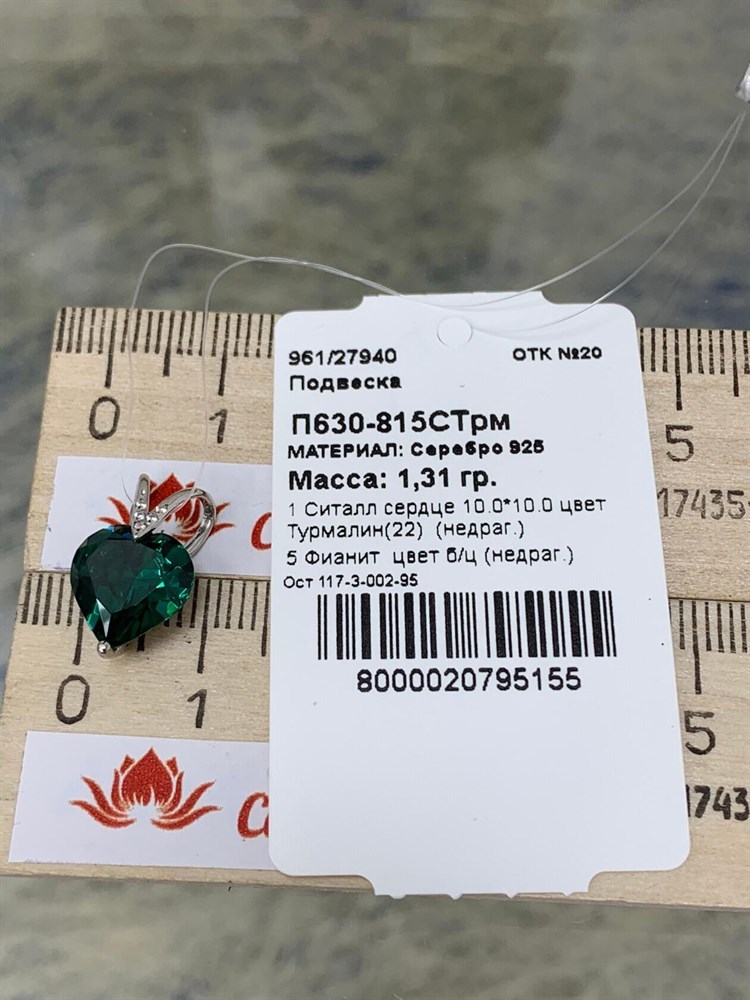 961/27940 ОТК №20
Подвеска
П630-815СТрм
МАТЕРИАЛ: Серебро 925
Масса: 1,31 гр.
1 Ситалл сердце 10.0*10.0 цвет
Турмалин(22) (недраг.)
5 Фианит цвет б/ц (недраг.)
Ост 117-3-002-95
8000020795155
0 1 5
17435
0 1 5
1743